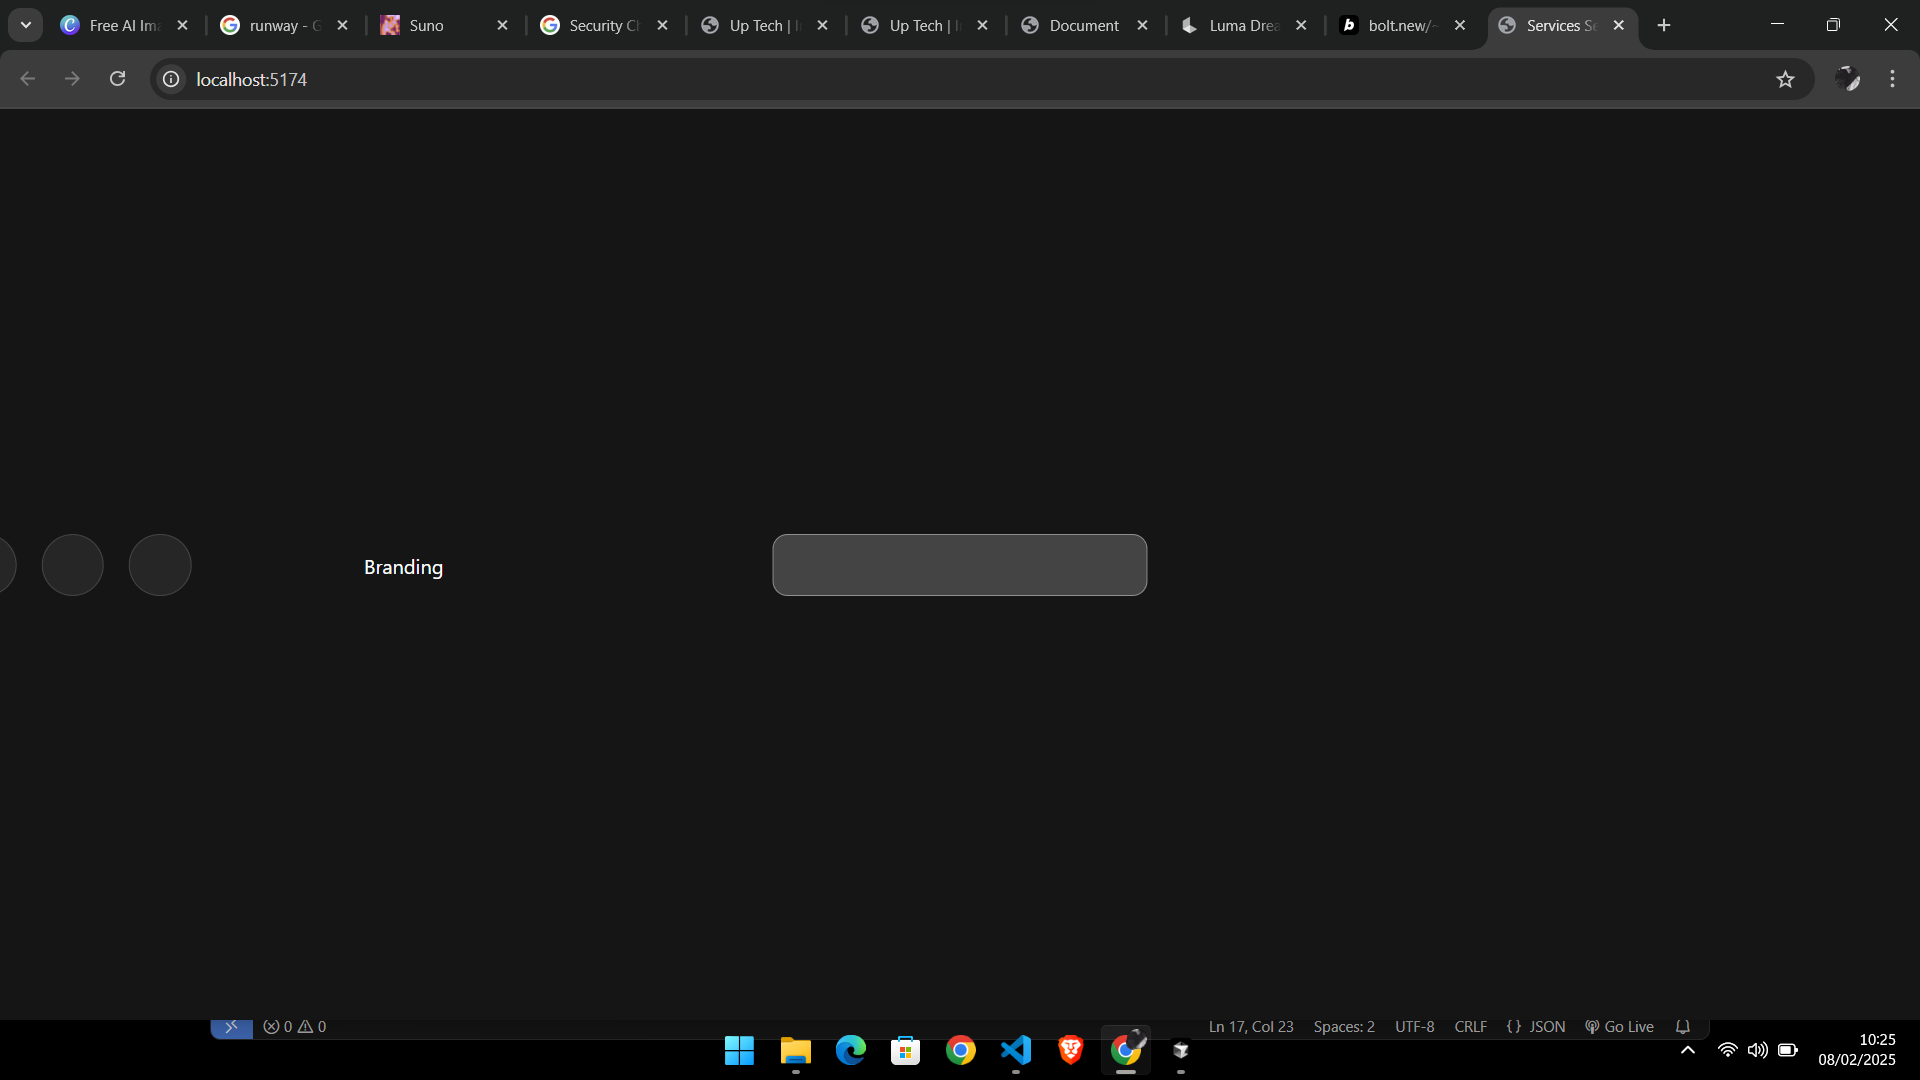 Free AI Ima
runway - G
Suno
Security Ch
Up Tech | I
Up Tech | I
Document
Luma Drea
bolt.new/~
Services Se
localhost:5174
Branding
0 0
Ln 17, Col 23 Spaces: 2 UTF-8 CRLF {} JSON Go Live
10:25
08/02/2025